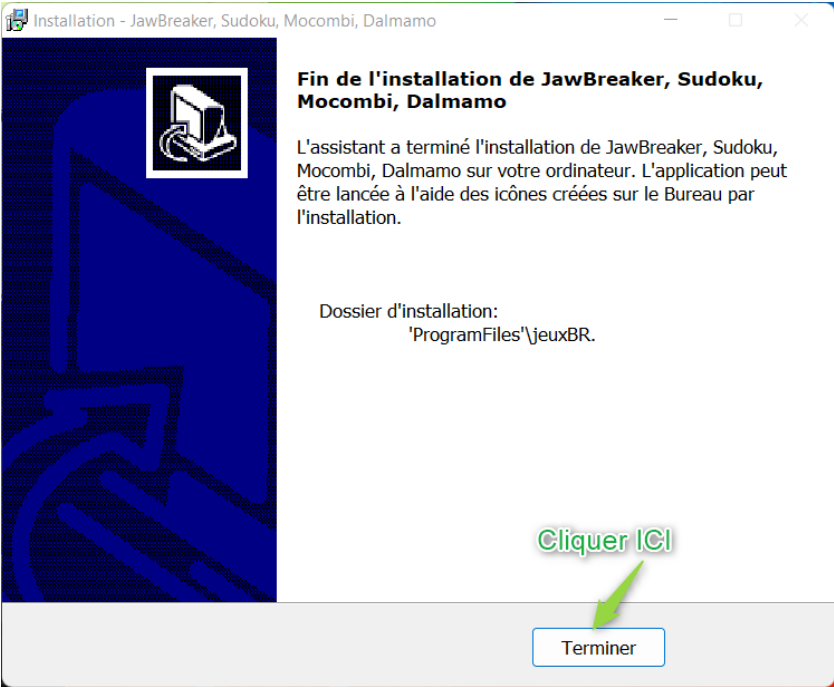 Installation - JawBreaker, Sudoku, Mocombi, Dalmamo
Fin de l'installation de JawBreaker, Sudoku,
Mocombi, Dalmamo
L'assistant a terminé l'installation de JawBreaker, Sudoku,
Mocombi, Dalmamo sur votre ordinateur. L'application peut
être lancée à l'aide des icônes créées sur le Bureau par
l'installation.
Dossier d'installation:
'ProgramFiles'\jeuxBR.
Cliquer ICI
Terminer